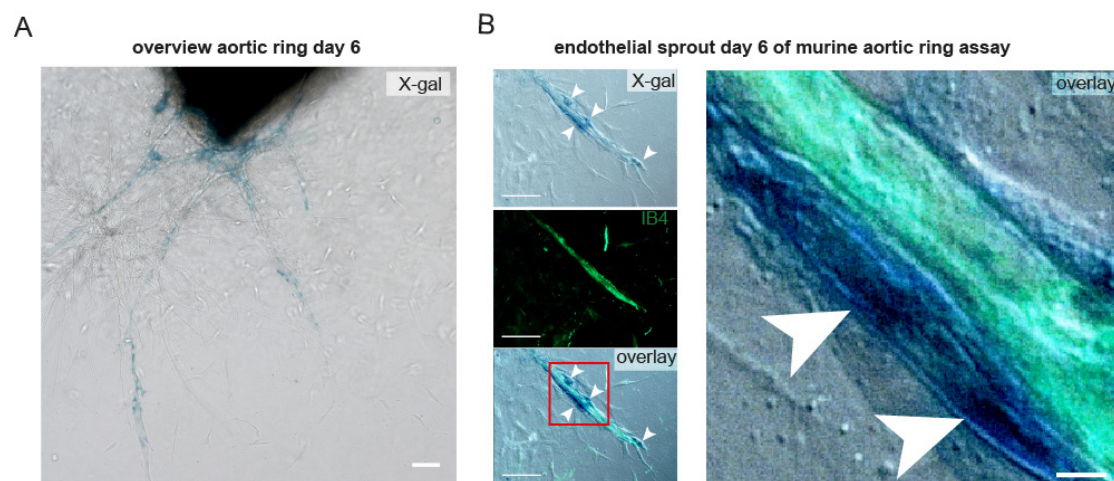 A
overview aortic ring day 6
X-gal
B
endothelial sprout day 6 of murine aortic ring assay
X-gal
IB4
overlay
overlay